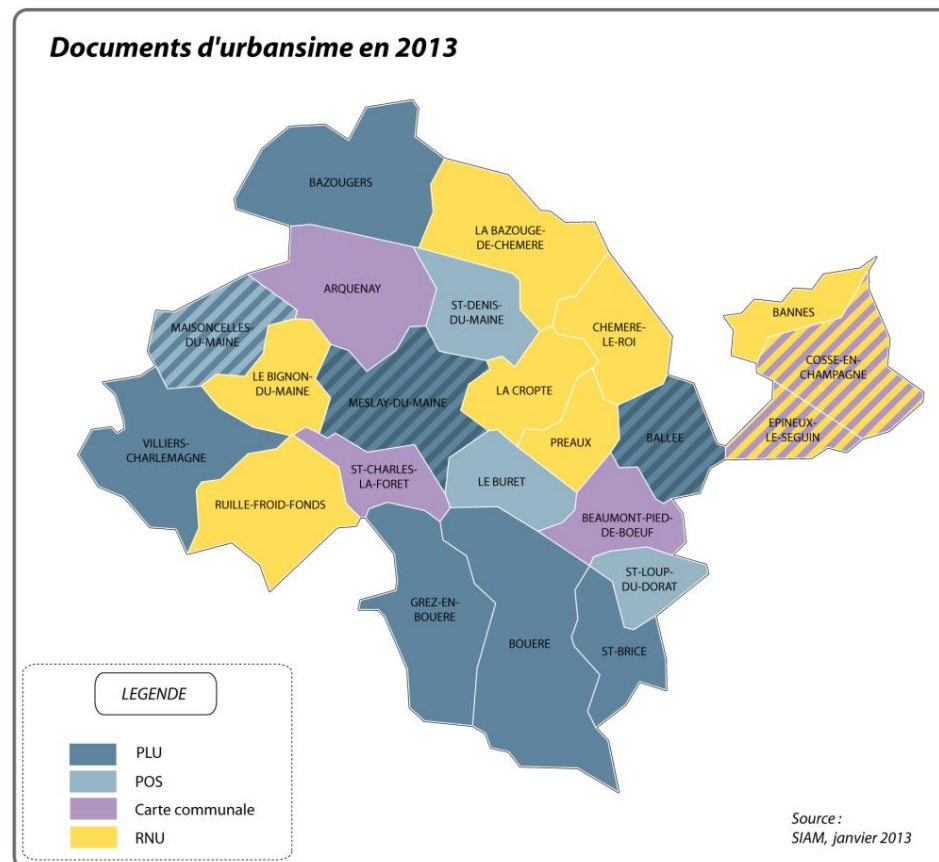 Documents d'urbansime en 2013
BAZOUGERS
LA BAZOUGE-
DE-CHEMERE
ARQUENAY
ST-DENIS-
DU-MAINE
BANNES
MAISONCELLES-
DU-MAINE
CHEMERE-
LE-ROI
COSSE-EN-
CHAMPAGNE
LE BIGNON-
DU-MAINE
MESLAY-DU-MAINE
LA CROPTE
EPINEUX-
LE-SEGUIN
VILLIERS-
CHARLEMAGNE
PREAUX
BALLEE
ST-CHARLES-
LA-FORET
LE BURET
RUILLE-FROID-FONDS
BEAUMONT-PIED-
DE-BOEUF
ST-LOUP-
DU-DORAT
GREZ-EN-
BOUERE
BOUERE
ST-BRICE
LEGENDE
PLU
POS
Carte communale
RNU
Source :
SIAM, janvier 2013